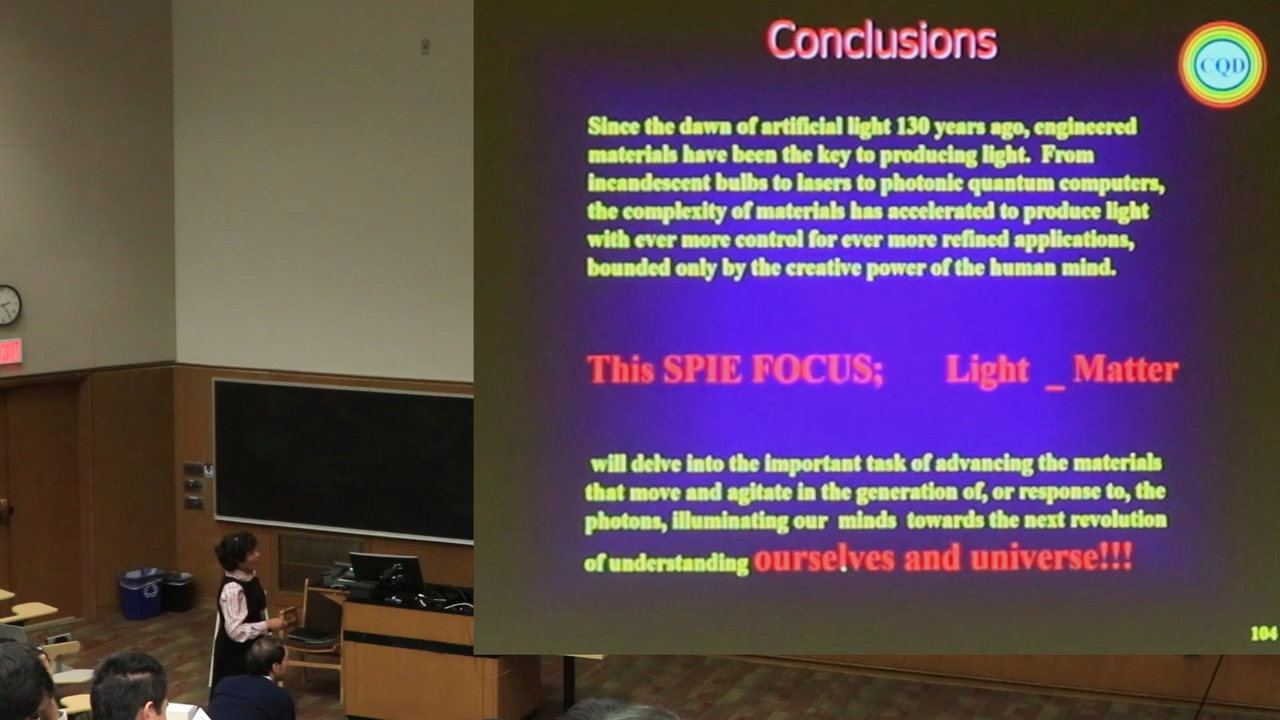 Conclusions
CQD
Since the dawn of artificial light 130 years ago, engineered
materials have been the key to producing light. From
incandescent bulbs to lasers to photonic quantum computers,
the complexity of materials has accelerated to produce light
with ever more control for ever more refined applications,
bounded only by the creative power of the human mind.
This SPIE FOCUS; Light _ Matter
will delve into the important task of advancing the materials
that move and agitate in the generation of, or response to, the
photons, illuminating our minds towards the next revolution
of understanding ourselves and universe!!!
104